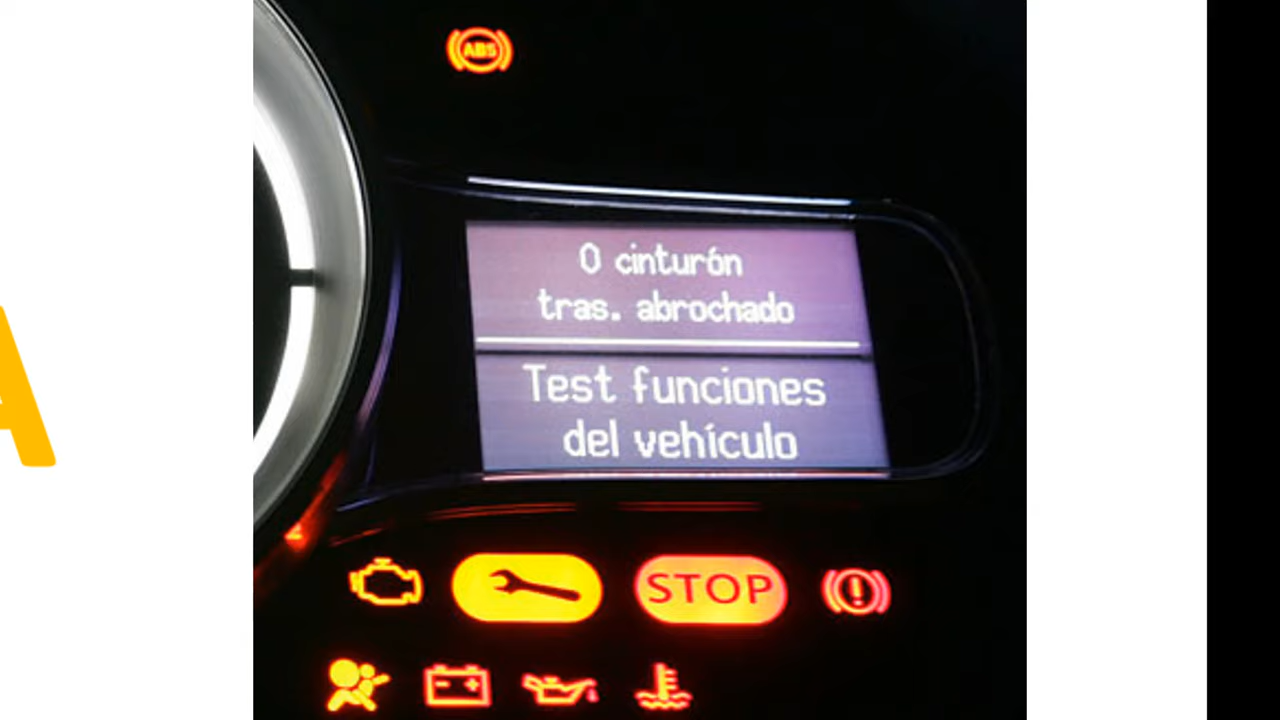 A
ABS
0 cinturón
tras. abrochado
Test funciones
del vehículo
STOP